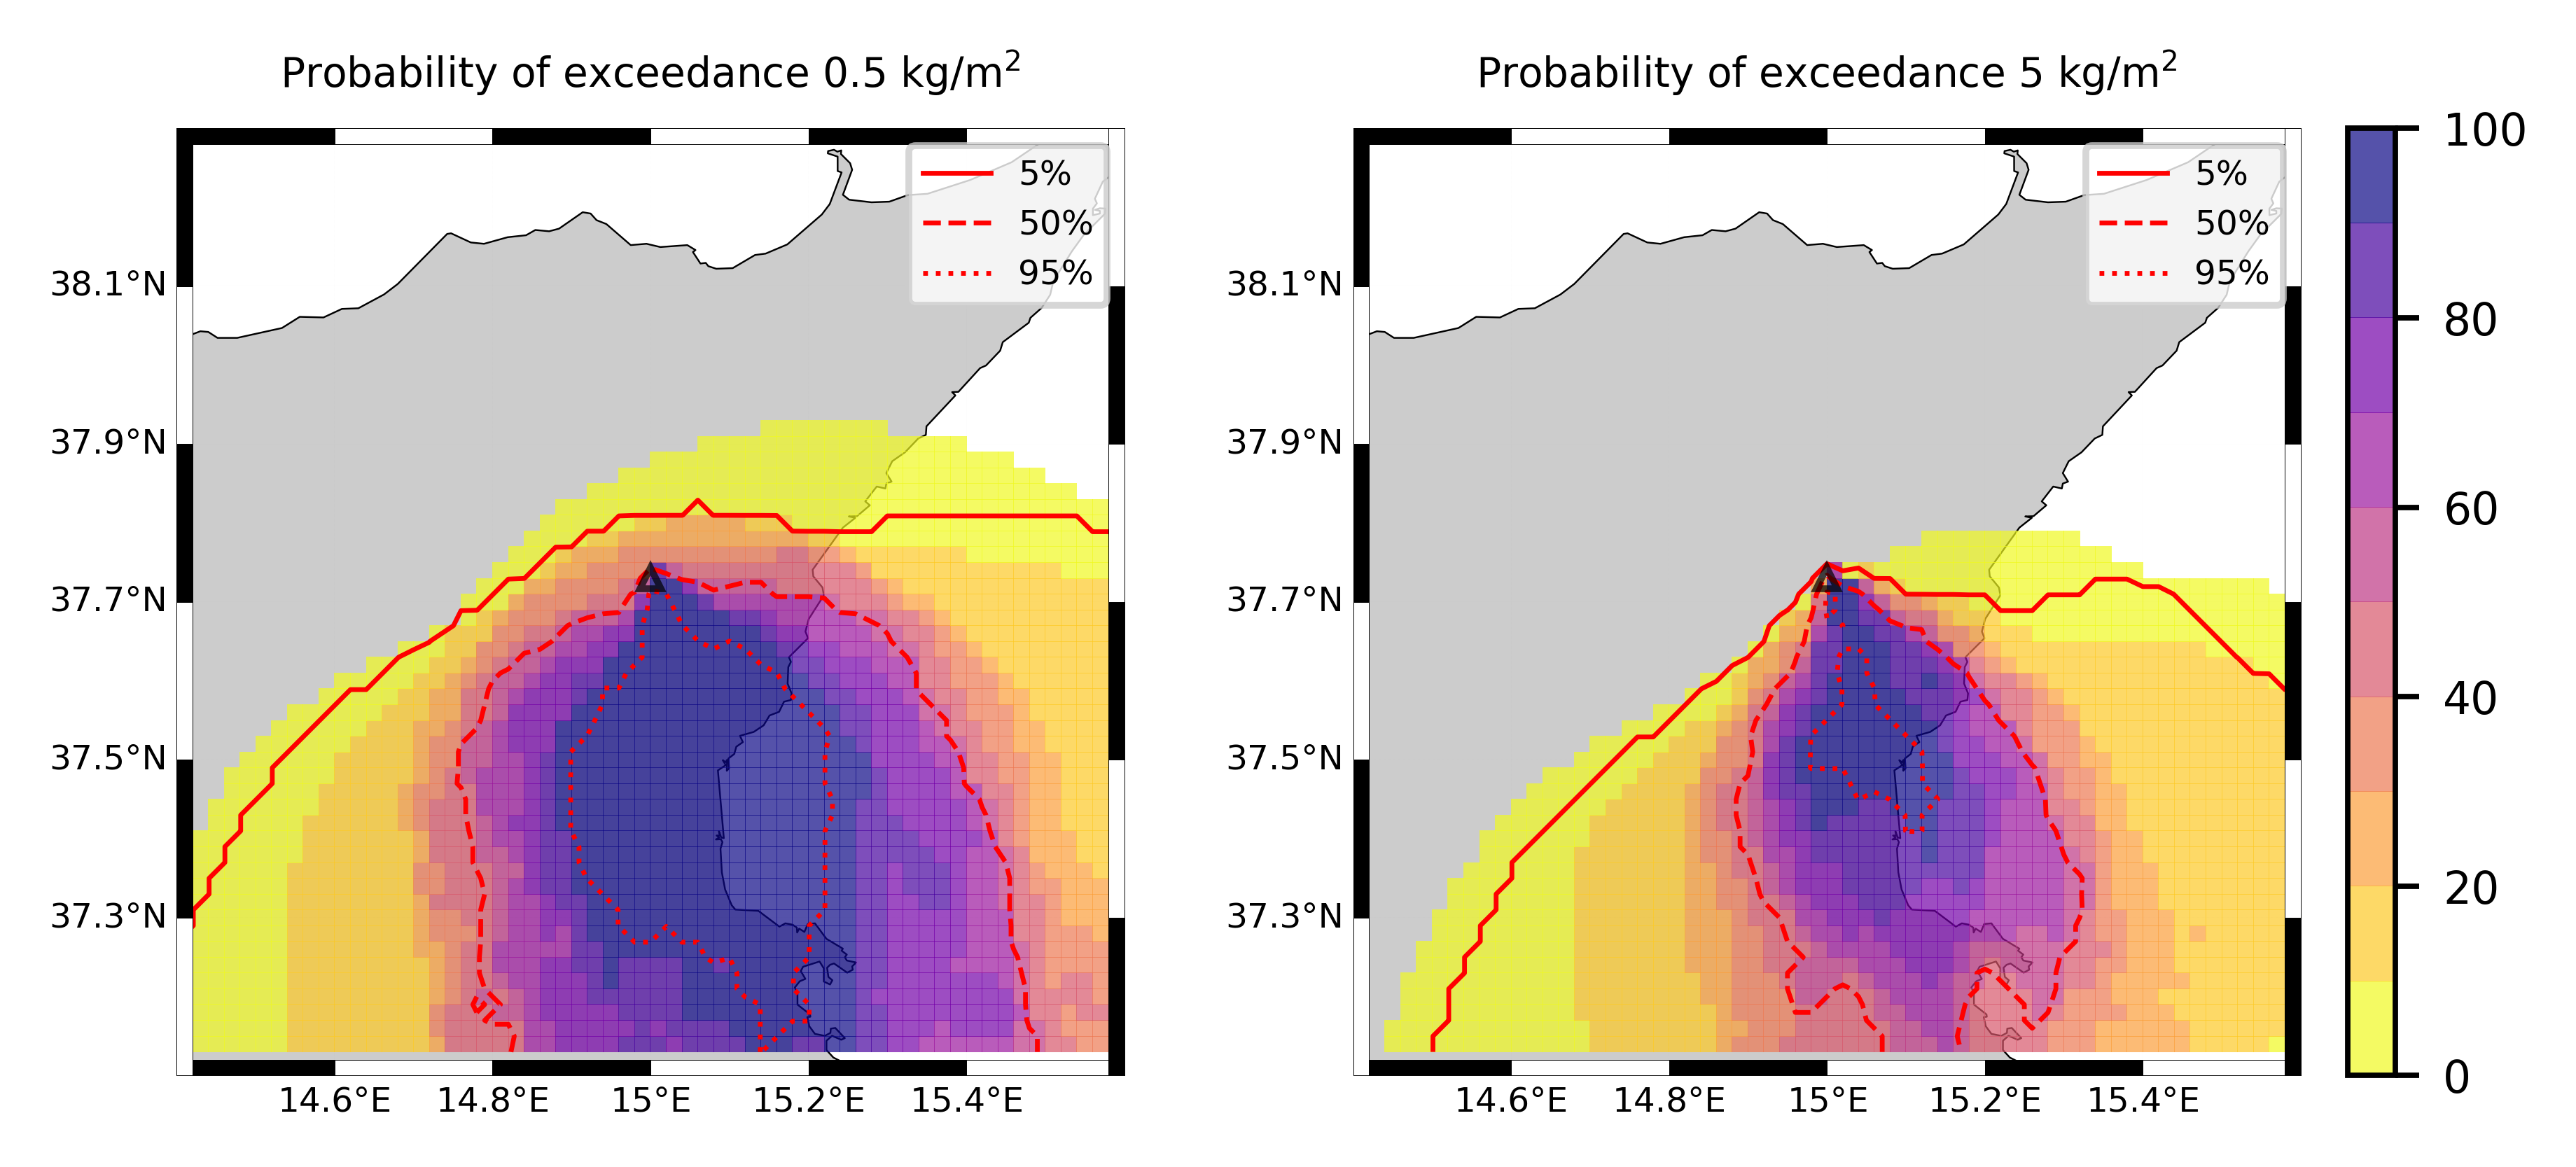 Probability of exceedance 0.5 kg/m²
5%
50%
95%
38.1°N
37.9°N
37.7°N
37.5°N
37.3°N
14.6°E
14.8°E
15°E
15.2°E
15.4°E
Probability of exceedance 5 kg/m²
5%
50%
95%
38.1°N
37.9°N
37.7°N
37.5°N
37.3°N
14.6°E
14.8°E
15°E
15.2°E
15.4°E
100
80
60
40
20
0